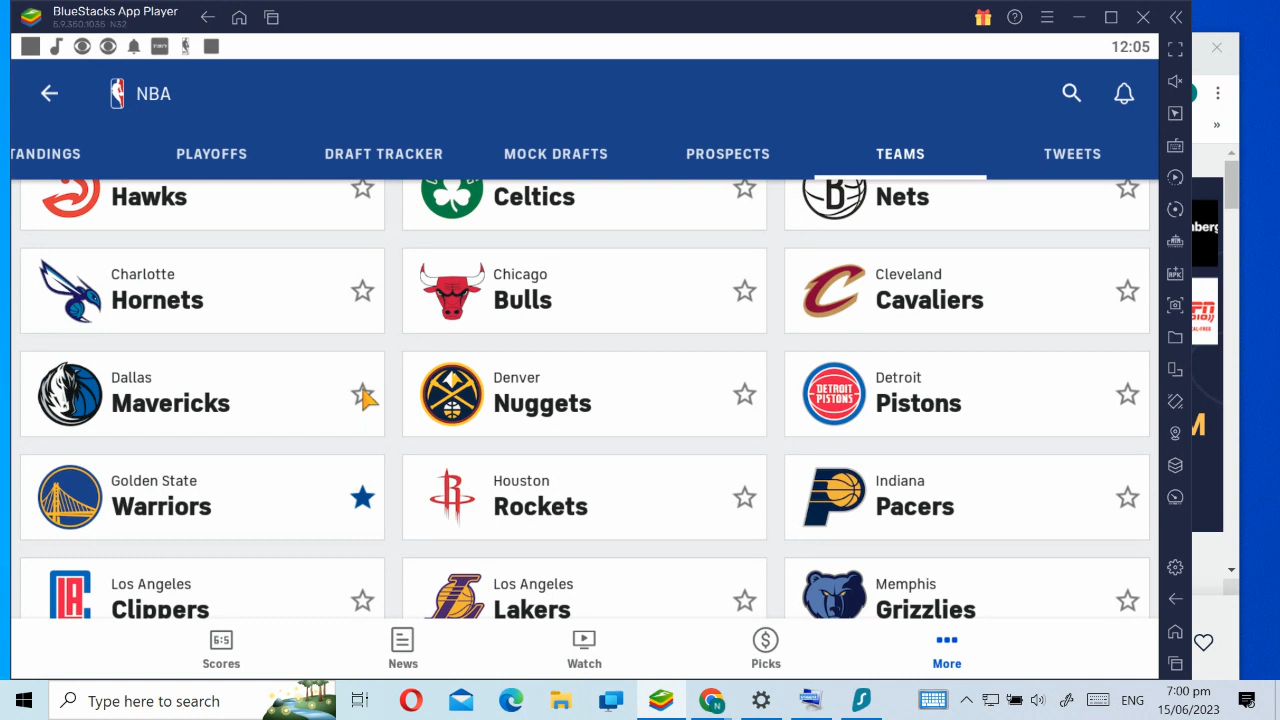 BlueStacks App Player
5.9.350.1035 N32
12:05
NBA
TANDINGS PLAYOFFS DRAFT TRACKER MOCK DRAFTS PROSPECTS TEAMS TWEETS
Hawks Celtics Nets
Charlotte Chicago Cleveland
Hornets Bulls Cavaliers
Dallas Denver Detroit
Mavericks Nuggets Pistons
DETROIT
PISTONS
Golden State Houston Indiana
Warriors Rockets Pacers
Los Angeles Los Angeles Memphis
Clippers Lakers Grizzlies
6:5
Scores News Watch Picks More
Type here to search
ENG
7:00 pm
15/06/2023